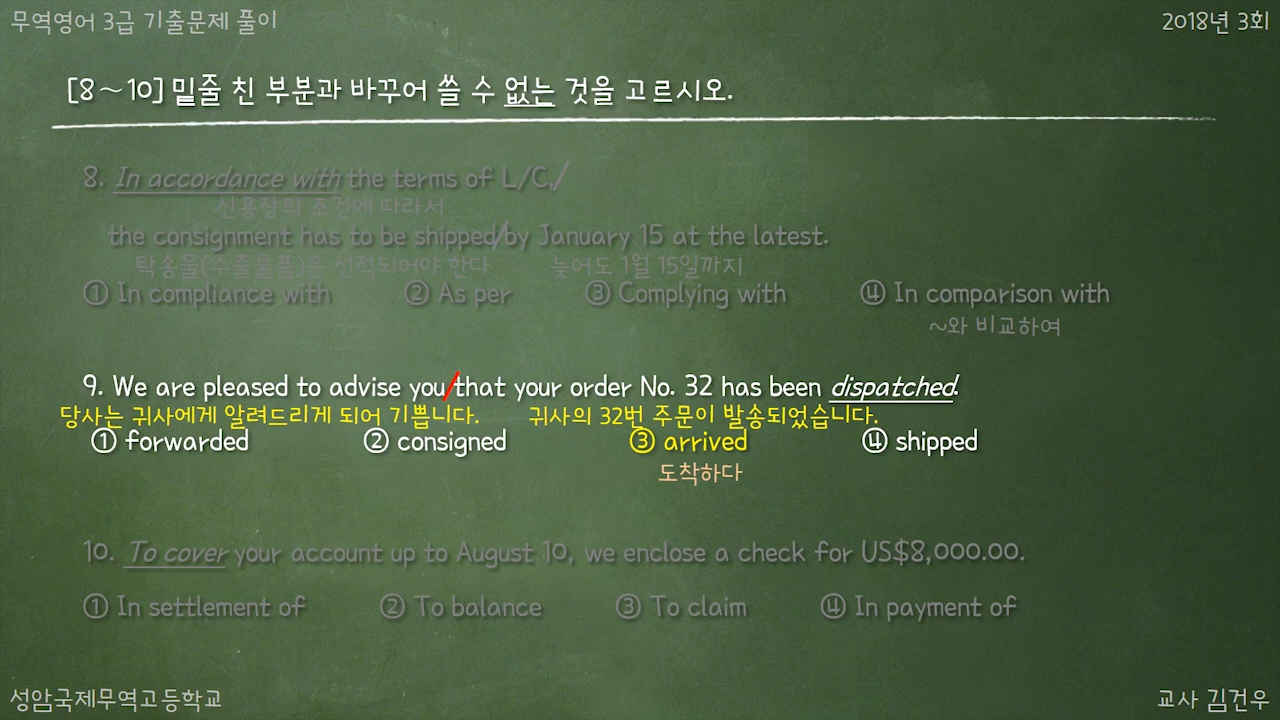 무역영어 3급 기출문제 풀이
2018년 3회
[8～10] 밑줄 친 부분과 바꾸어 쓸 수 없는 것을 고르시오.
8. In accordance with the terms of L/C,/
신용장의 조건에 따라서
the consignment has to be shipped/by January 15 at the latest.
탁송물(수출물품)은 선적되어야 한다 늦어도 1월 15일까지
① In compliance with ② As per ③ Complying with ④ In comparison with
~와 비교하여
9. We are pleased to advise you/that your order No. 32 has been dispatched.
당사는 귀사에게 알려드리게 되어 기쁩니다. 귀사의 32번 주문이 발송되었습니다.
① forwarded ② consigned ③ arrived ④ shipped
도착하다
10. To cover your account up to August 10, we enclose a check for US$8,000.00.
① In settlement of ② To balance ③ To claim ④ In payment of
성암국제무역고등학교
교사 김건우